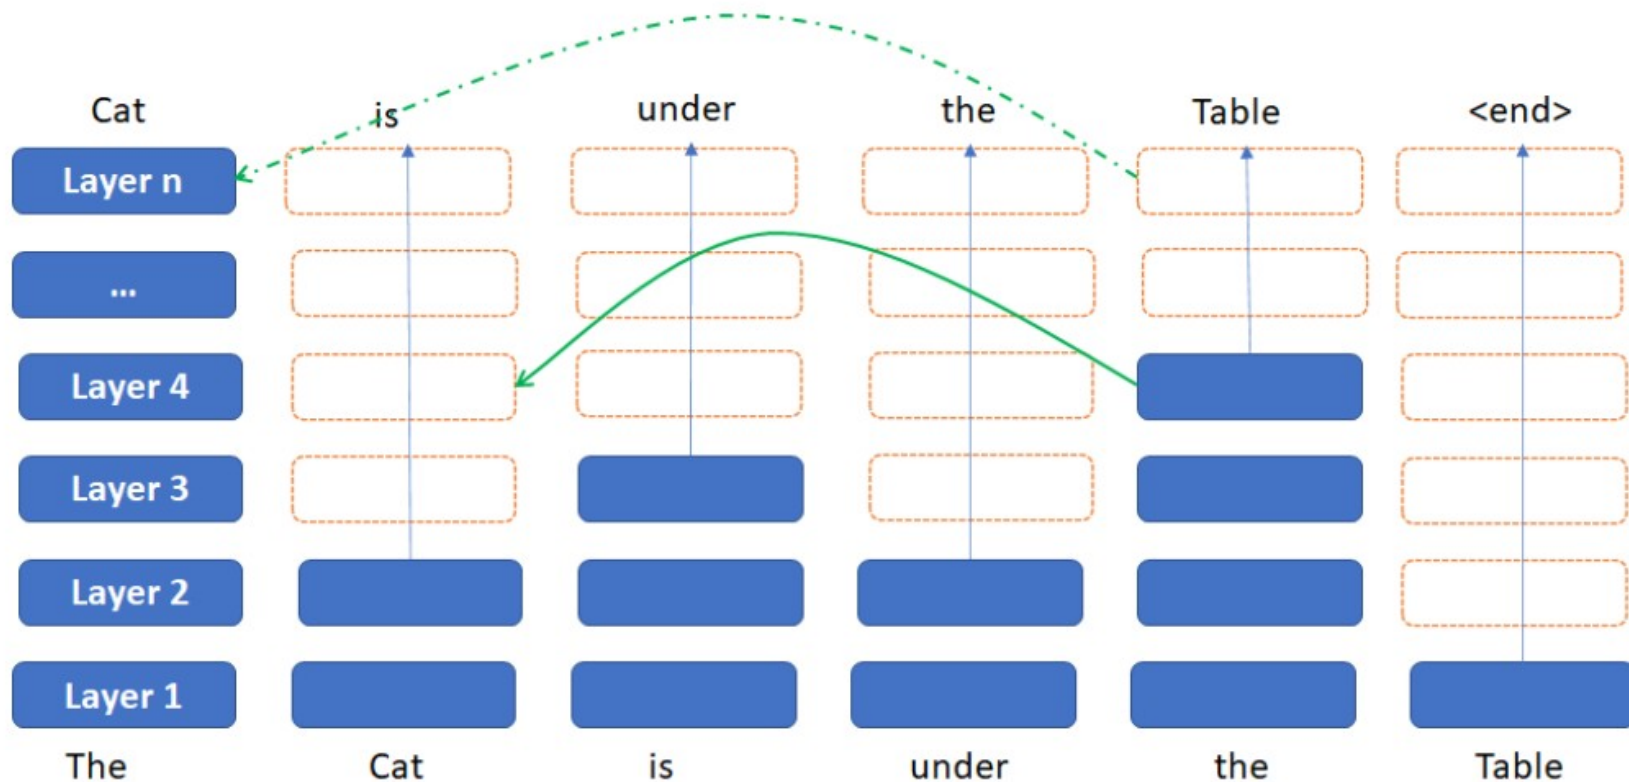 Cat is under the Table <end>
Layer n
...
Layer 4
Layer 3
Layer 2
Layer 1
The Cat is under the Table